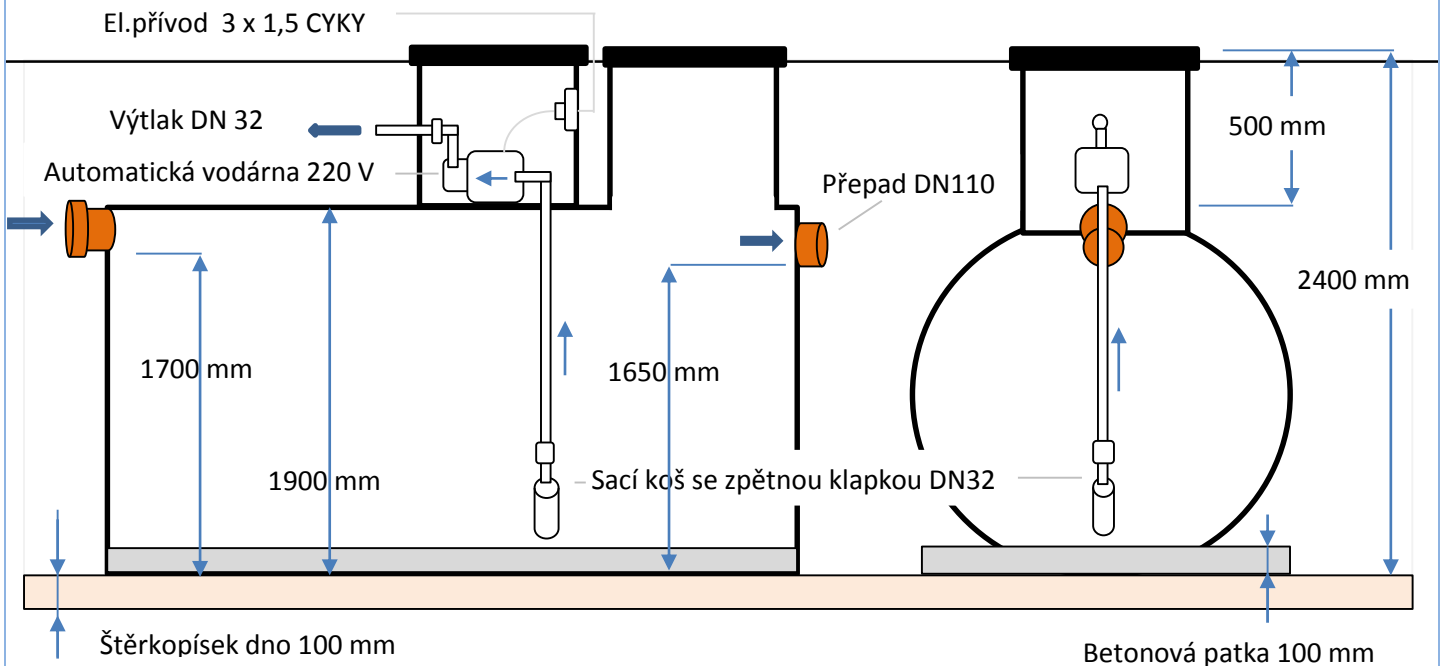 El.přívod 3 x 1,5 CYKY
Výtlak DN 32
500 mm
Automatická vodárna 220 V
Přepad DN110
2400 mm
1700 mm
1650 mm
1900 mm
Sací koš se zpětnou klapkou DN32
Štěrkopísek dno 100 mm
Betonová patka 100 mm